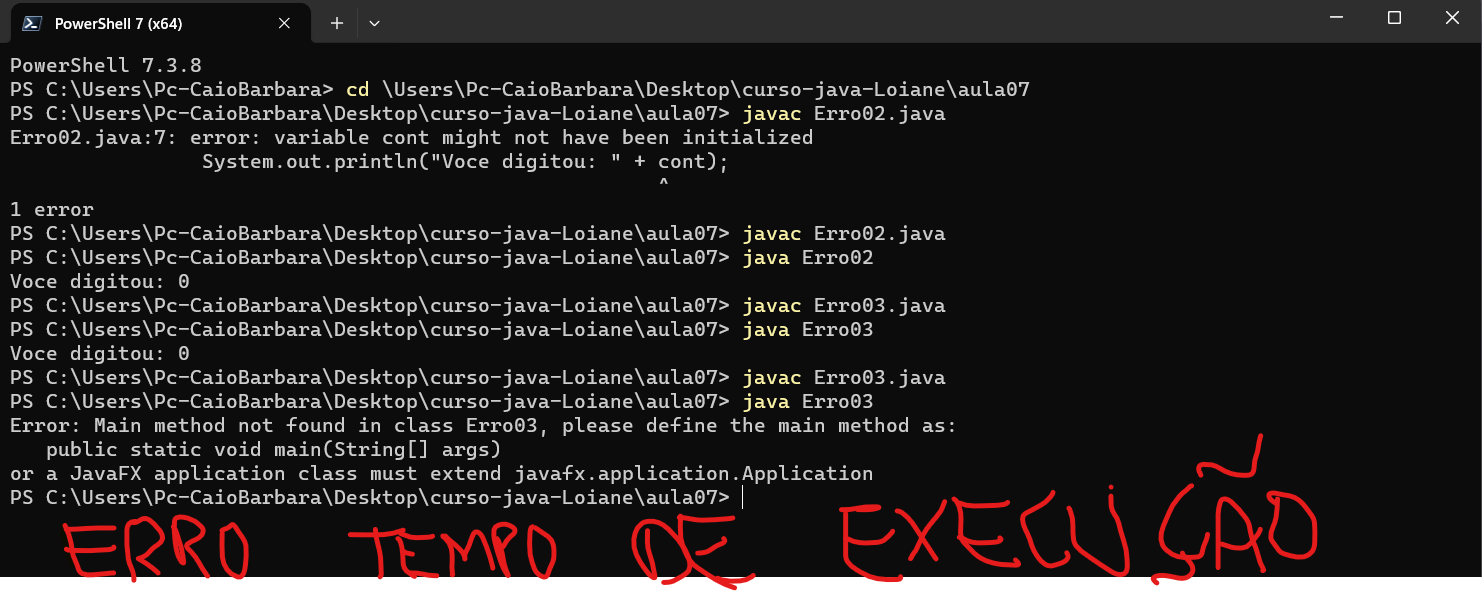 PowerShell 7 (x64)
PowerShell 7.3.8
PS C:\Users\Pc-CaioBarbara> cd \Users\Pc-CaioBarbara\Desktop\curso-java-Loiane\aula07
PS C:\Users\Pc-CaioBarbara\Desktop\curso-java-Loiane\aula07> javac Erro02.java
Erro02.java:7: error: variable cont might not have been initialized
                System.out.println("Voce digitou: " + cont);
                                                      ^
1 error
PS C:\Users\Pc-CaioBarbara\Desktop\curso-java-Loiane\aula07> javac Erro02.java
PS C:\Users\Pc-CaioBarbara\Desktop\curso-java-Loiane\aula07> java Erro02
Voce digitou: 0
PS C:\Users\Pc-CaioBarbara\Desktop\curso-java-Loiane\aula07> javac Erro03.java
PS C:\Users\Pc-CaioBarbara\Desktop\curso-java-Loiane\aula07> java Erro03
Voce digitou: 0
PS C:\Users\Pc-CaioBarbara\Desktop\curso-java-Loiane\aula07> javac Erro03.java
PS C:\Users\Pc-CaioBarbara\Desktop\curso-java-Loiane\aula07> java Erro03
Error: Main method not found in class Erro03, please define the main method as:
   public static void main(String[] args)
or a JavaFX application class must extend javafx.application.Application
PS C:\Users\Pc-CaioBarbara\Desktop\curso-java-Loiane\aula07>
ERRO TEMPO DE EXECUÇÃO